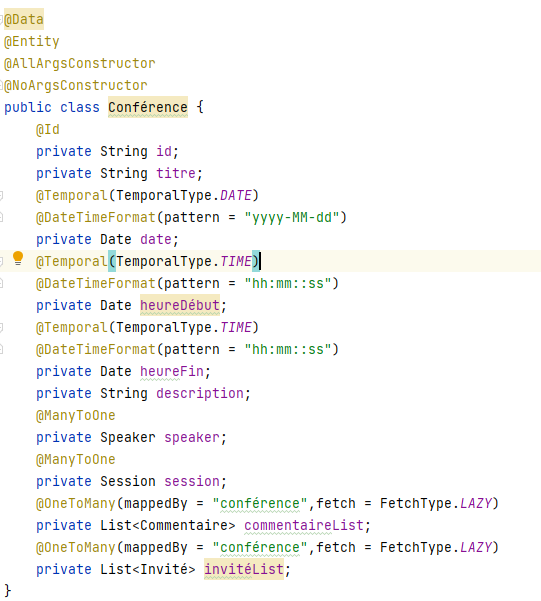 @Data
@Entity
@AllArgsConstructor
@NoArgsConstructor
public class Conférence {
    @Id
    private String id;
    private String titre;
    @Temporal(TemporalType.DATE)
    @DateTimeFormat(pattern = "yyyy-MM-dd")
    private Date date;
    @Temporal(TemporalType.TIME)
    @DateTimeFormat(pattern = "hh:mm::ss")
    private Date heureDébut;
    @Temporal(TemporalType.TIME)
    @DateTimeFormat(pattern = "hh:mm::ss")
    private Date heureFin;
    private String description;
    @ManyToOne
    private Speaker speaker;
    @ManyToOne
    private Session session;
    @OneToMany(mappedBy = "conférence",fetch = FetchType.LAZY)
    private List<Commentaire> commentaireList;
    @OneToMany(mappedBy = "conférence",fetch = FetchType.LAZY)
    private List<Invité> invitéList;
}